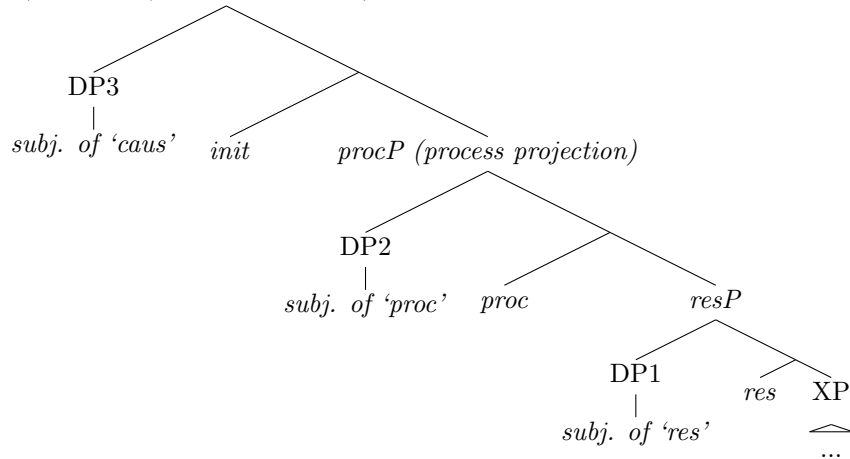 DP3
subj. of ‘caus’ init procP (process projection)
DP2
subj. of ‘proc’ proc resP
DP1 res XP
subj. of ‘res’
...